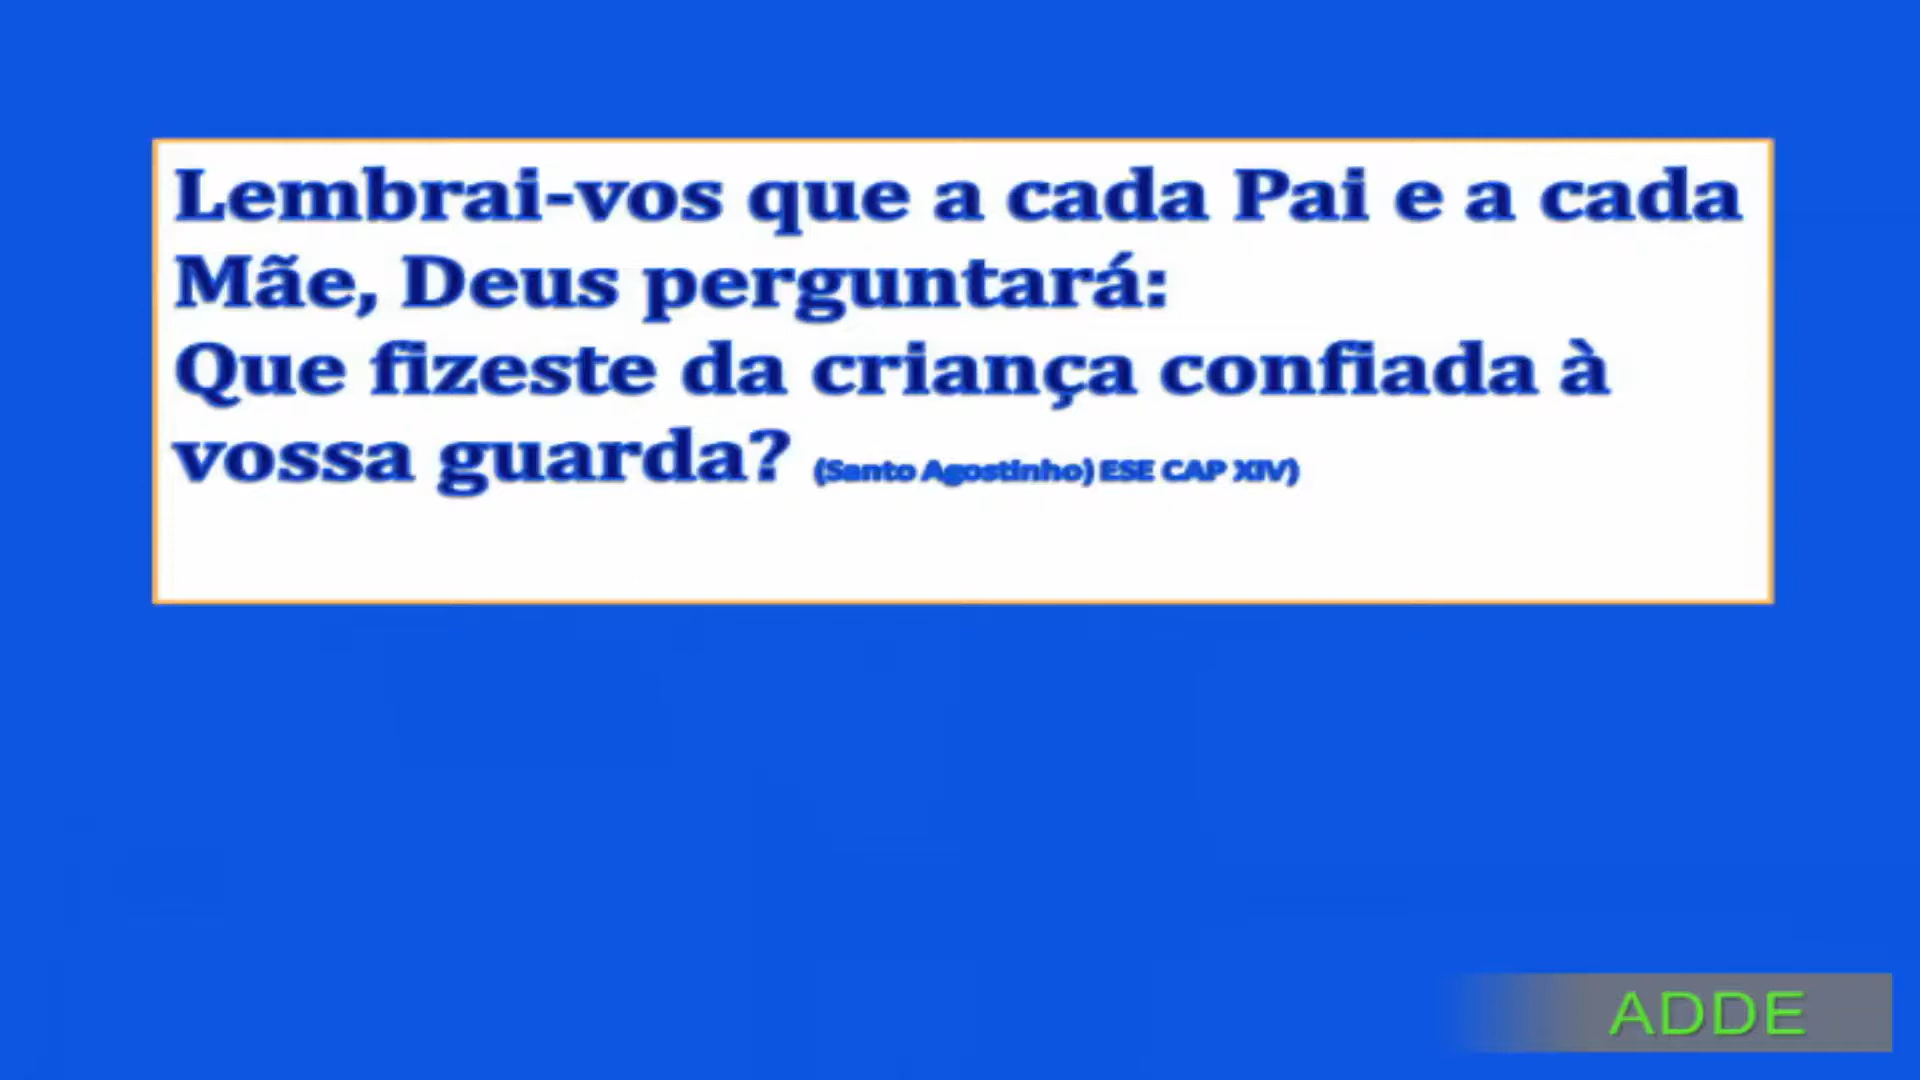 Lembrai-vos que a cada Pai e a cada
Mãe, Deus perguntará:
Que fizeste da criança confiada à
vossa guarda? (Santo Agostinho) ESE CAP XIV)
ADDE